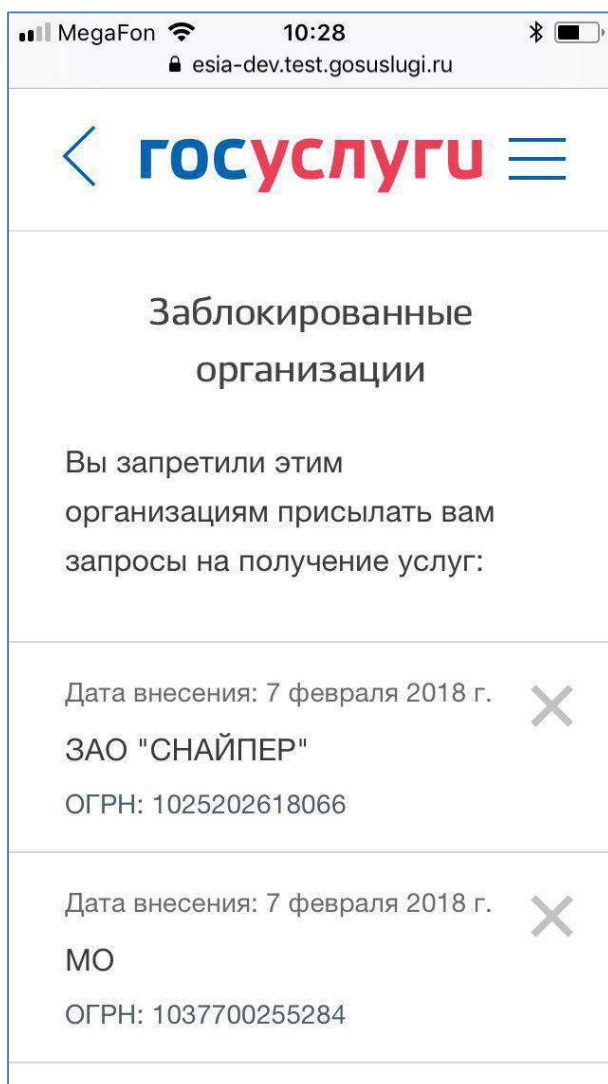 MegaFon 10:28
esia-dev.test.gosuslugi.ru
госуслуги
Заблокированные
организации
Вы запретили этим
организациям присылать вам
запросы на получение услуг:
Дата внесения: 7 февраля 2018 г.
ЗАО "СНАЙПЕР"
ОГРН: 1025202618066
Дата внесения: 7 февраля 2018 г.
МО
ОГРН: 1037700255284